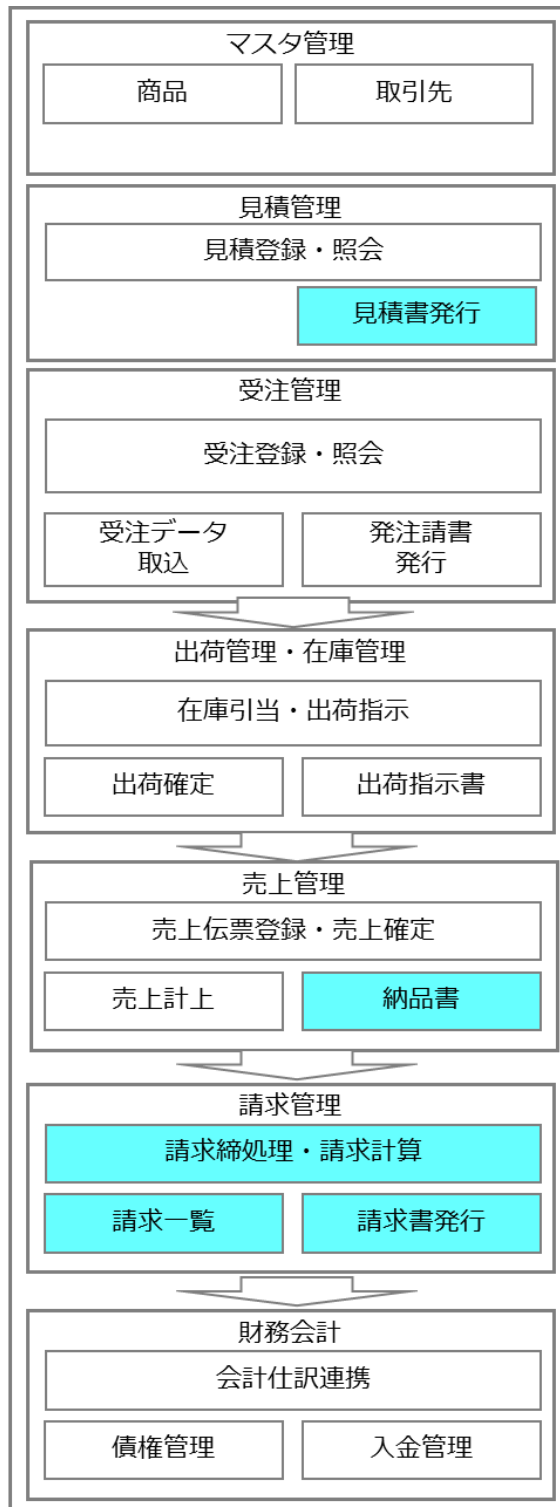 マスタ管理
商品
取引先
見積管理
見積登録・照会
見積書発行
受注管理
受注登録・照会
受注データ
取込
発注請書
発行
出荷管理・在庫管理
在庫引当・出荷指示
出荷確定
出荷指示書
売上管理
売上伝票登録・売上確定
売上計上
納品書
請求管理
請求締処理・請求計算
請求一覧
請求書発行
財務会計
会計仕訳連携
債権管理
入金管理